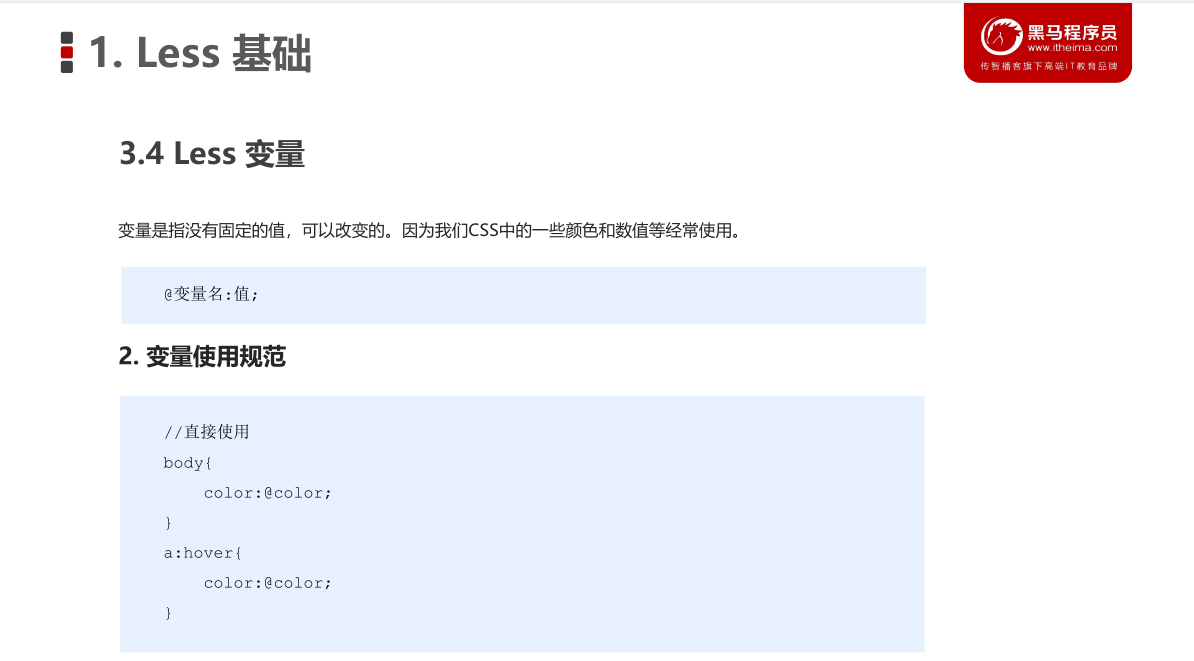 1. Less 基础
黑马程序员
www.itheima.com
传智播客旗下高端IT教育品牌
3.4 Less 变量
变量是指没有固定的值，可以改变的。因为我们CSS中的一些颜色和数值等经常使用。
@变量名:值;
2. 变量使用规范
//直接使用
body{
    color:@color;
}
a:hover{
    color:@color;
}